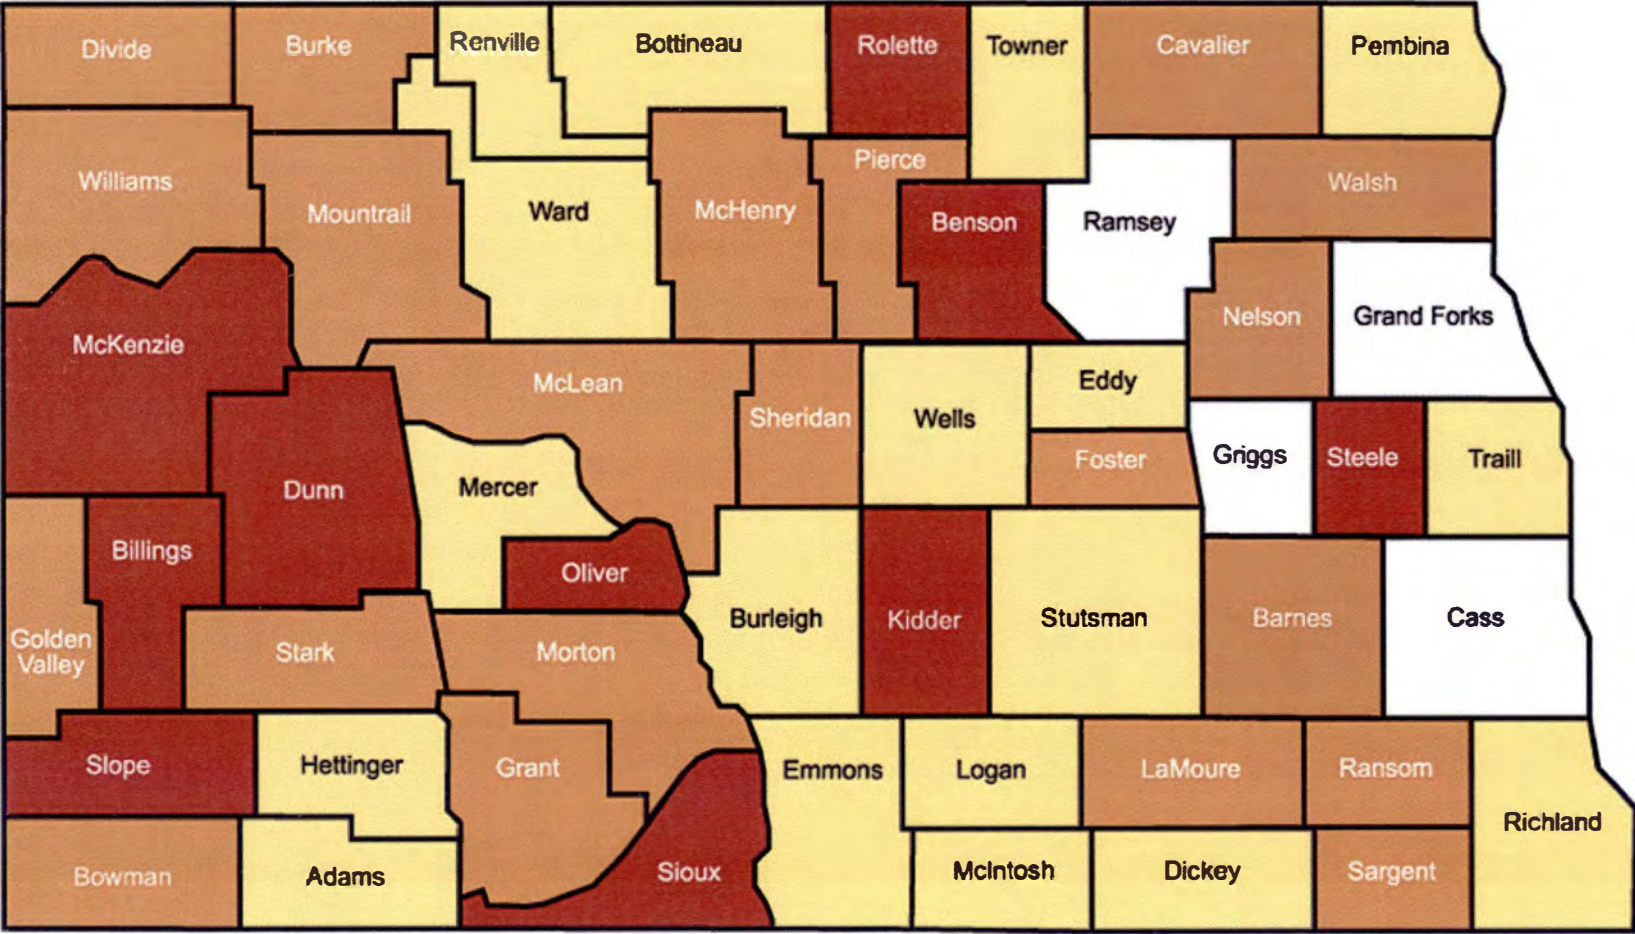 Divide
Burke
Renville
Bottineau
Rolette
Towner
Cavalier
Pembina
Williams
Mountrail
Ward
McHenry
Pierce
Benson
Ramsey
Walsh
McKenzie
Nelson
Grand Forks
McLean
Sheridan
Wells
Eddy
Foster
Griggs
Steele
Traill
Dunn
Mercer
Billings
Oliver
Golden
Valley
Stark
Morton
Burleigh
Kidder
Stutsman
Barnes
Cass
Slope
Hettinger
Grant
Emmons
Logan
LaMoure
Ransom
Richland
Bowman
Adams
Sioux
McIntosh
Dickey
Sargent